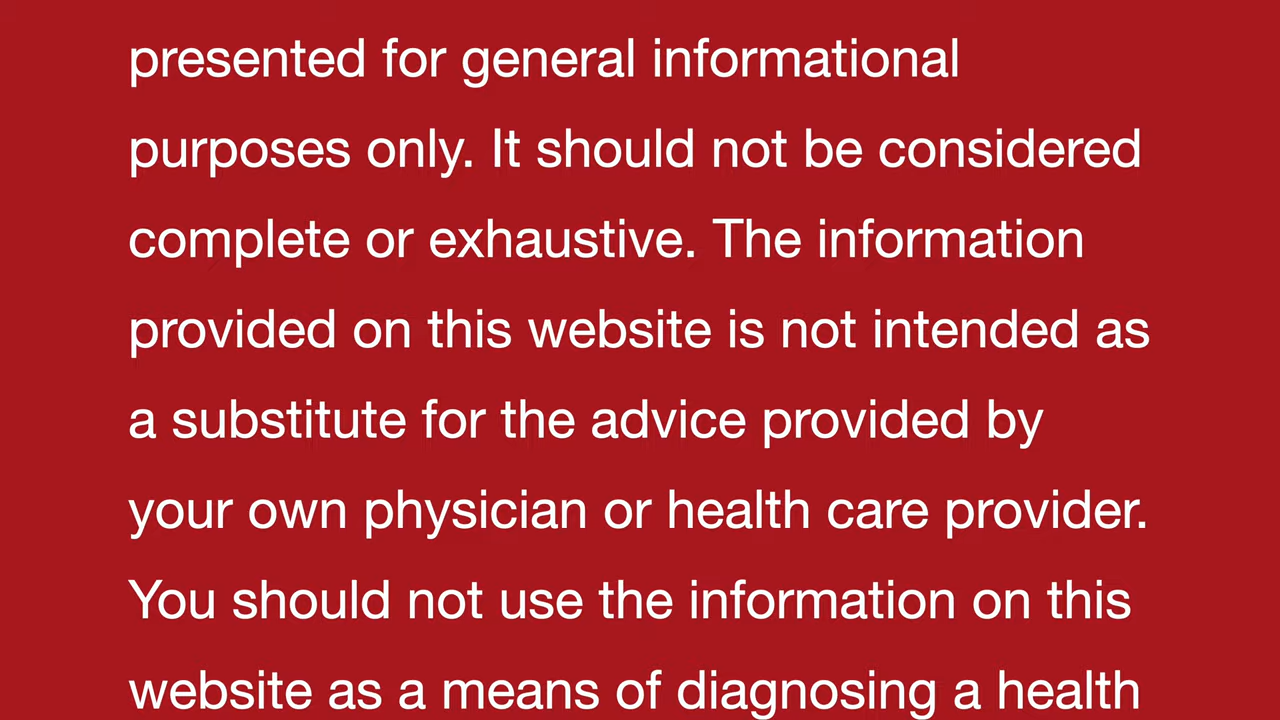 presented for general informational
purposes only. It should not be considered
complete or exhaustive. The information
provided on this website is not intended as
a substitute for the advice provided by
your own physician or health care provider.
You should not use the information on this
website as a means of diagnosing a health